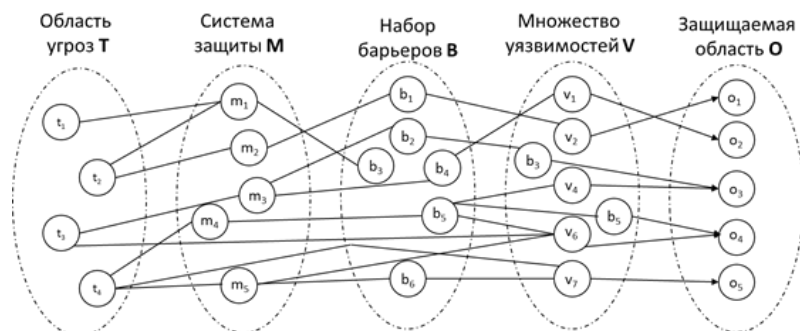 Область
угроз T
Система
защиты M
Набор
барьеров B
Множество
уязвимостей V
Защищаемая
область O
t₁
t₂
t₃
t₄
m₁
m₂
m₃
m₄
m₅
b₁
b₂
b₃
b₄
b₅
b₆
v₁
v₂
b₃
v₄
b₅
v₆
v₇
o₁
o₂
o₃
o₄
o₅